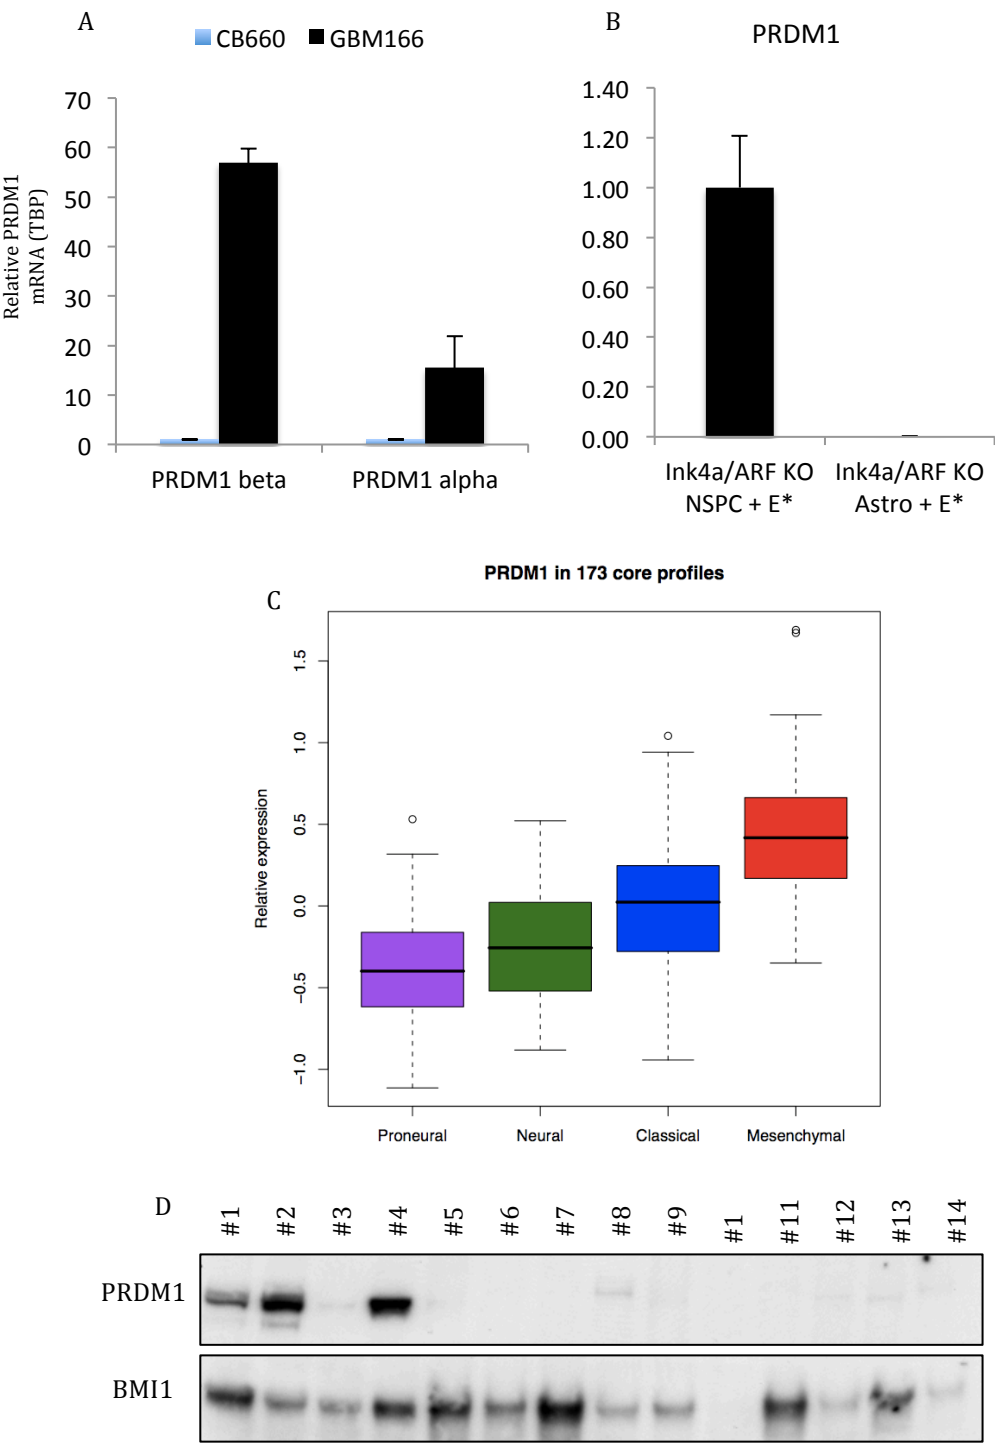 A
CB660 GBM166
Relative PRDM1
mRNA (TBP)
70
60
50
40
30
20
10
0
PRDM1 beta PRDM1 alpha
B
PRDM1
1.40
1.20
1.00
0.80
0.60
0.40
0.20
0.00
Ink4a/ARF KO Ink4a/ARF KO
NSPC + E* Astro + E*
PRDM1 in 173 core profiles
C
Relative expression
1.5
1.0
0.5
0.0
−0.5
−1.0
Proneural Neural Classical Mesenchymal
D
#1 #2 #3 #4 #5 #6 #7 #8 #9 #1 #11 #12 #13 #14
PRDM1
BMI1